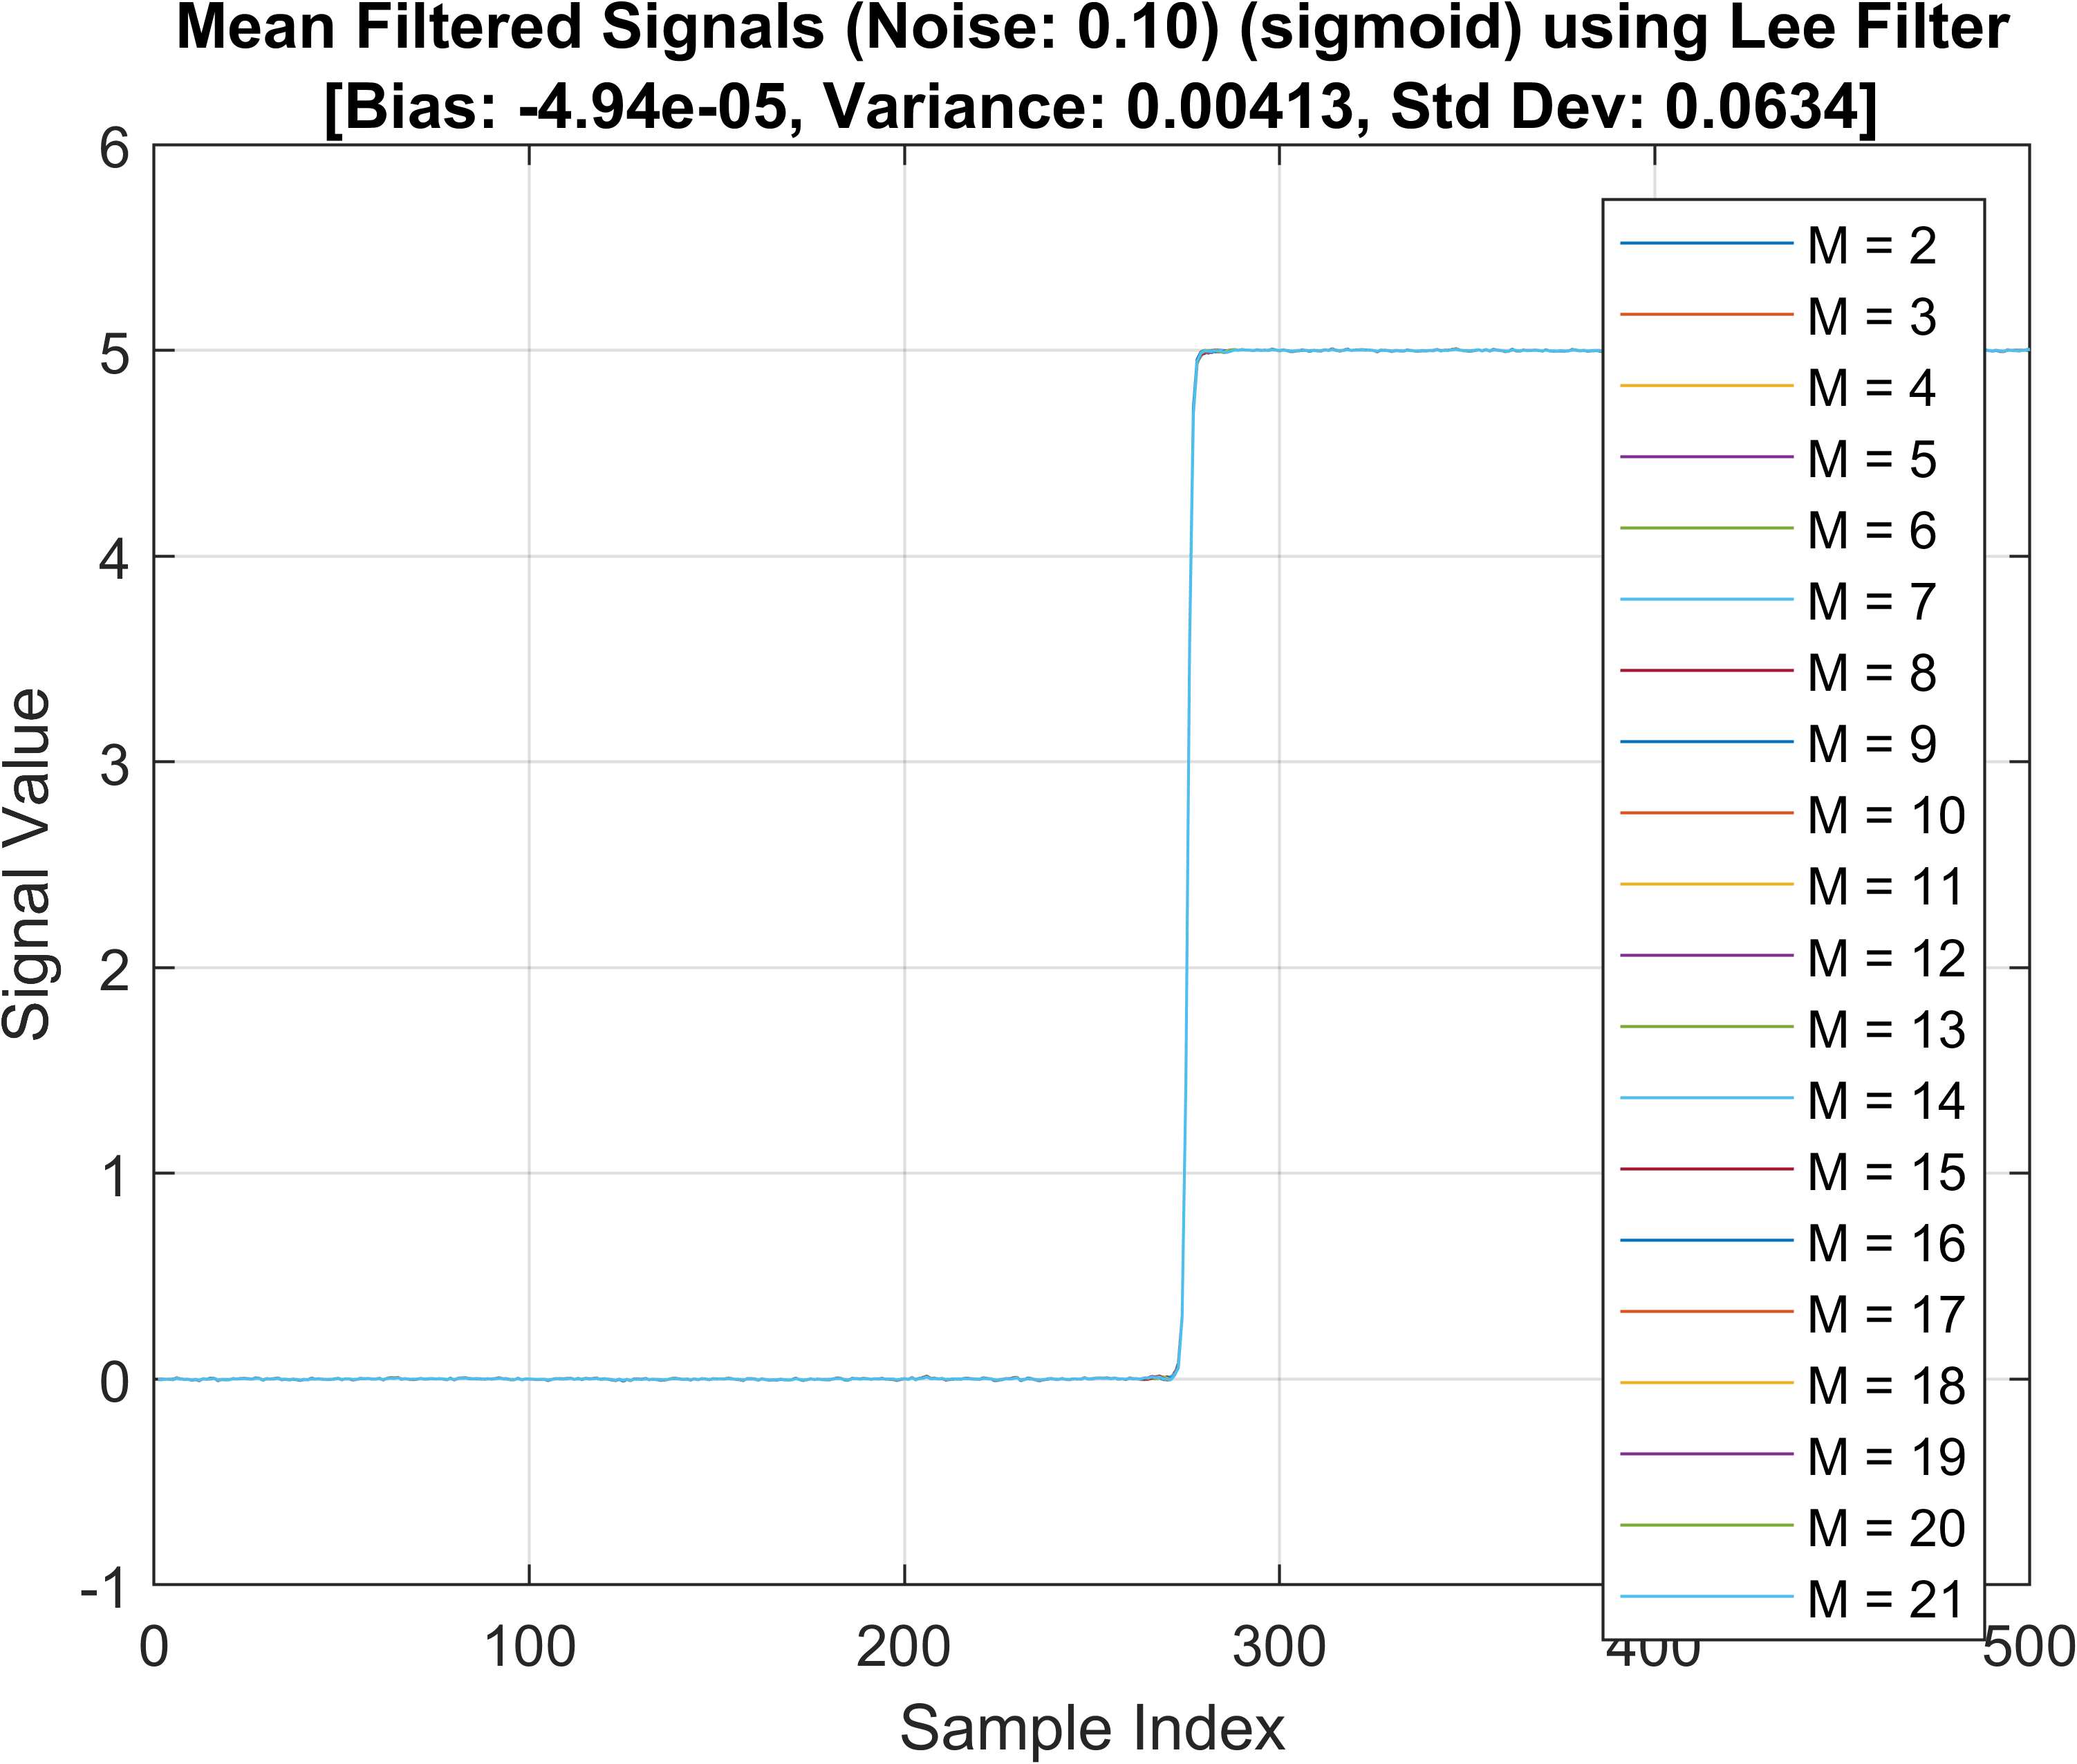 Mean Filtered Signals (Noise: 0.10) (sigmoid) using Lee Filter
[Bias: -4.94e-05, Variance: 0.00413, Std Dev: 0.0634]
6
5
4
3
2
1
0
-1
Signal Value
M = 2
M = 3
M = 4
M = 5
M = 6
M = 7
M = 8
M = 9
M = 10
M = 11
M = 12
M = 13
M = 14
M = 15
M = 16
M = 17
M = 18
M = 19
M = 20
M = 21
0 100 200 300 400 500
Sample Index